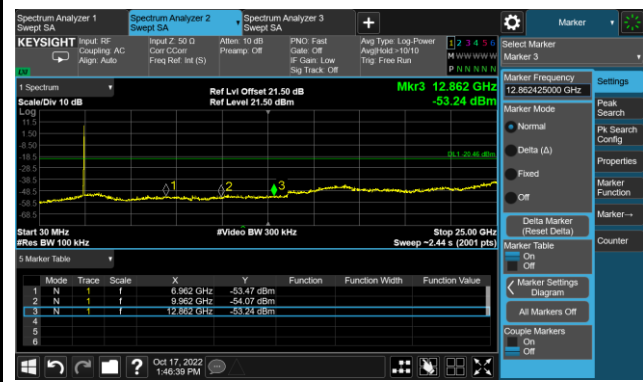 Spectrum Analyzer 1
Swept SA
Spectrum Analyzer 2
Swept SA
Spectrum Analyzer 3
Swept SA
+
Marker
KEYSIGHT
Input: RF
Coupling: AC
Align: Auto
Input Z: 50 Ω
Corr CCorr
Freq Ref: Int (S)
Atten: 10 dB
Preamp: Off
PNO: Fast
Gate: Off
IF Gain: Low
Sig Track: Off
Avg Type: Log-Power
Avg|Hold:>10/10
Trig: Free Run
1 2 3 4 5 6
M W W W W W
P N N N N N
LVI
Select Marker
Marker 3
1 Spectrum
Scale/Div 10 dB
Log
Ref Lvl Offset 21.50 dB
Ref Level 21.50 dBm
Mkr3 12.862 GHz
-53.24 dBm
11.5
1.50
-8.50
-18.5
-28.5
-38.5
-48.5
-58.5
-68.5
1
2
3
Start 30 MHz
#Res BW 100 kHz
#Video BW 300 kHz
Stop 25.00 GHz
Sweep ~2.44 s (2001 pts)
5 Marker Table
Mode Trace Scale X Y Function Function Width Function Value
1 N 1 f 6.962 GHz -53.47 dBm
2 N 1 f 9.962 GHz -54.07 dBm
3 N 1 f 12.862 GHz -53.24 dBm
4
5
6
Marker Frequency
12.862425000 GHz
Marker Mode
Normal
Delta (Δ)
Fixed
Off
Delta Marker
(Reset Delta)
Marker Table
On
Off
Marker Settings
Diagram
All Markers Off
Couple Markers
On
Off
Settings
Peak
Search
Pk Search
Config
Properties
Marker
Function
Marker→
Counter
?
Oct 17, 2022
1:46:39 PM